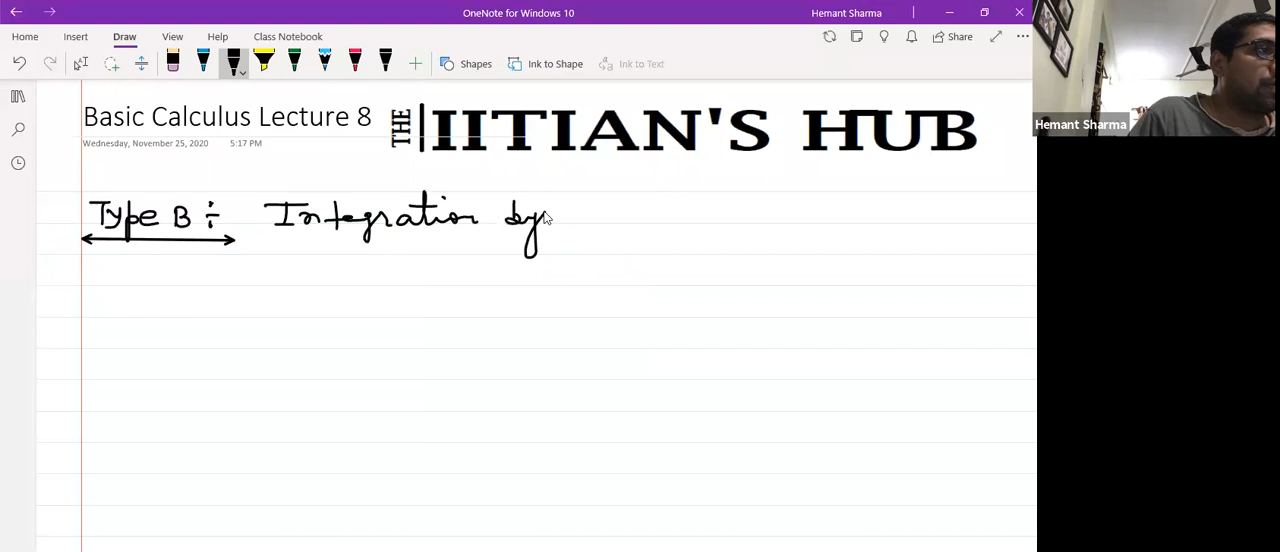 OneNote for Windows 10
Hemant Sharma
Home Insert Draw View Help Class Notebook
Share
Shapes Ink to Shape Ink to Text
Basic Calculus Lecture 8
THE IITIAN'S HUB
Wednesday, November 25, 2020 5:17 PM
Hemant Sharma
Type B ÷ Integration by